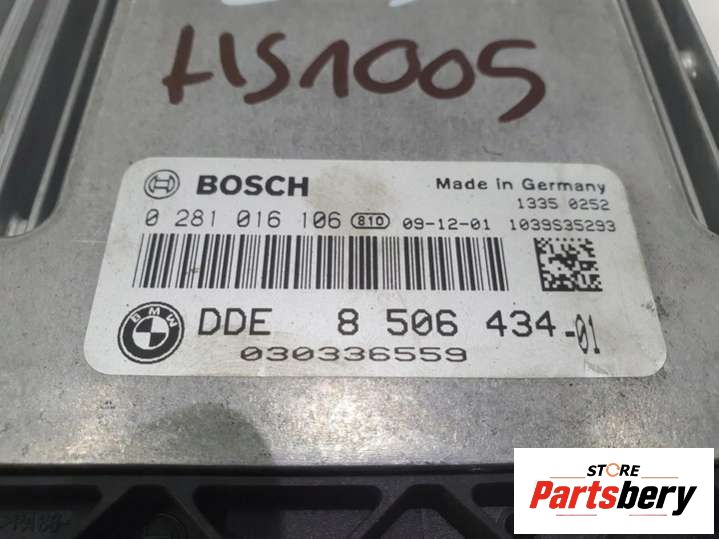 HS1005
BOSCH
Made in Germany
1335 0252
0 281 016 106 810 09-12-01 1039S35293
BMW
DDE 8 506 434-01
030336559
STORE
Partsbery